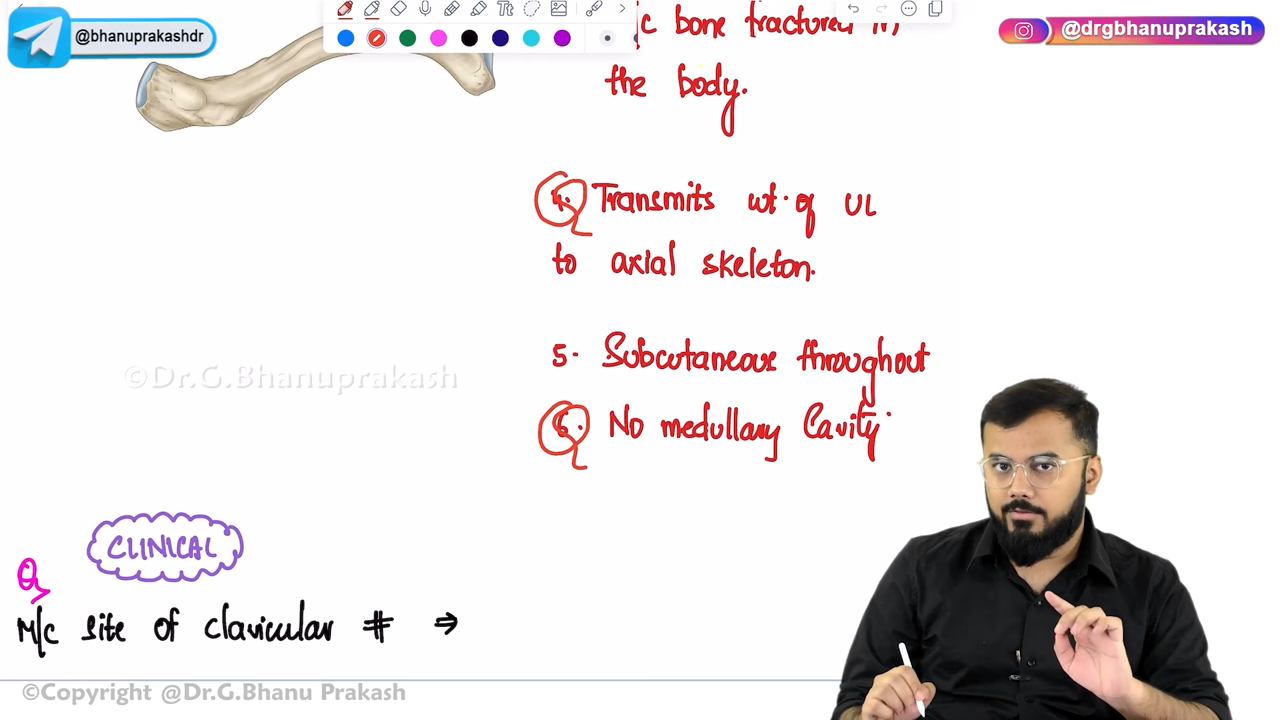 @bhanuprakashdr
@drgbhanuprakash
Tt
bone fractured in
the body.
4. Transmits wt. of UL
to axial skeleton.
5. Subcutaneous throughout
©Dr.G.Bhanuprakash
6. No medullary Cavity
CLINICAL
Q
M/C site of clavicular # ⇒
©Copyright @Dr.G.Bhanu Prakash